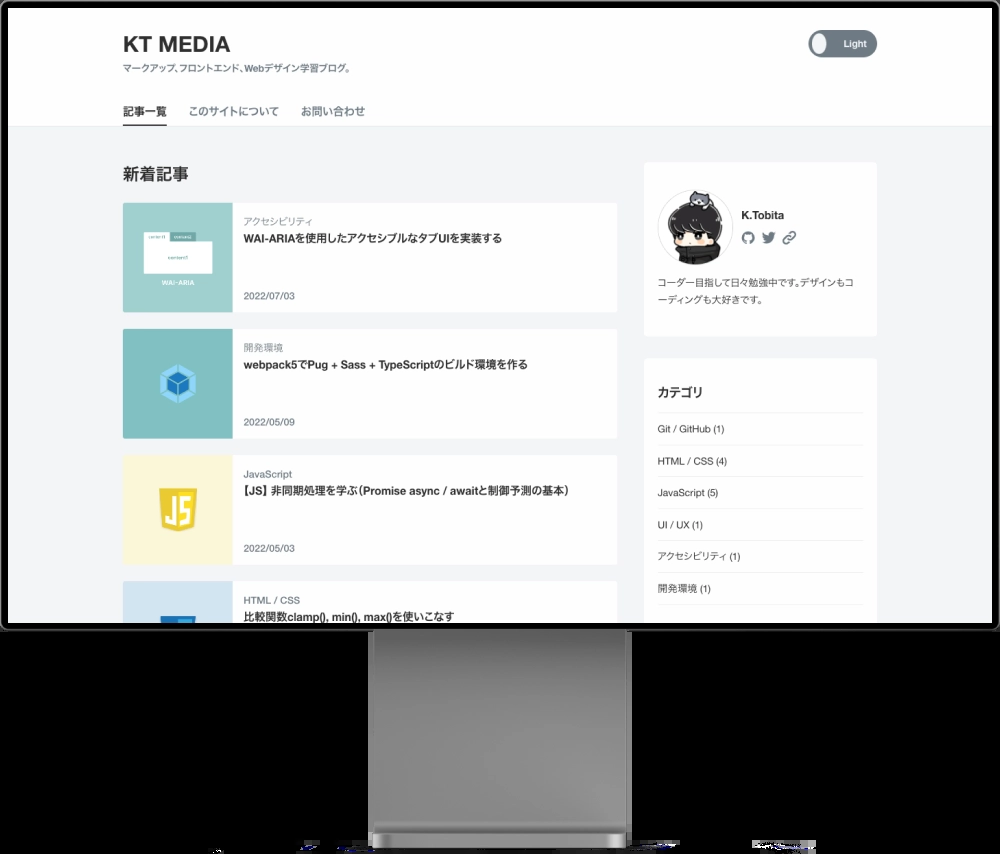 KT MEDIA
Light
マークアップ、フロントエンド、Webデザイン学習ブログ。
記事一覧
このサイトについて
お問い合わせ
新着記事
content1 content2
content1
WAI-ARIA
アクセシビリティ
WAI-ARIAを使用したアクセシブルなタブUIを実装する
2022/07/03
開発環境
webpack5でPug + Sass + TypeScriptのビルド環境を作る
2022/05/09
JS
JavaScript
【JS】 非同期処理を学ぶ（Promise async / awaitと制御予測の基本）
2022/05/03
HTML / CSS
比較関数clamp(), min(), max()を使いこなす
K.Tobita
コーダー目指して日々勉強中です。デザインもコ
ーディングも大好きです。
カテゴリ
Git / GitHub (1)
HTML / CSS (4)
JavaScript (5)
UI / UX (1)
アクセシビリティ (1)
開発環境 (1)